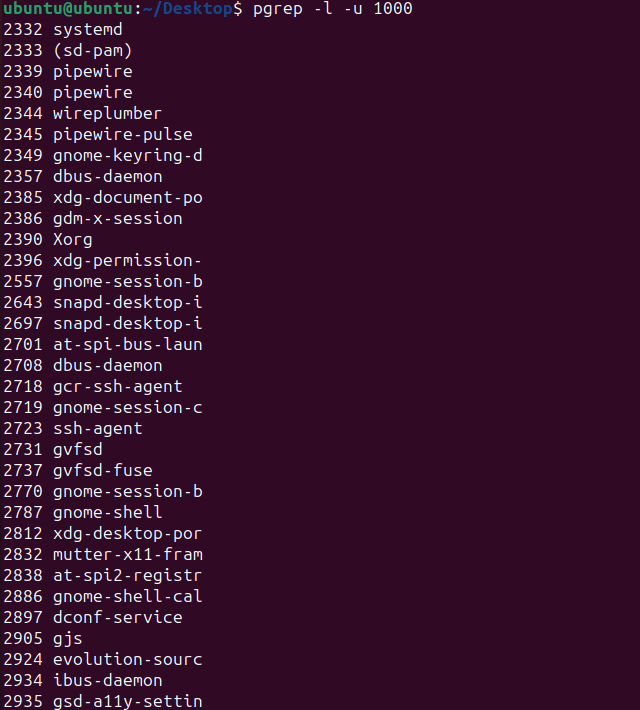 ubuntu@ubuntu:~/Desktop$ pgrep -l -u 1000
2332 systemd
2333 (sd-pam)
2339 pipewire
2340 pipewire
2344 wireplumber
2345 pipewire-pulse
2349 gnome-keyring-d
2357 dbus-daemon
2385 xdg-document-po
2386 gdm-x-session
2390 Xorg
2396 xdg-permission-
2557 gnome-session-b
2643 snapd-desktop-i
2697 snapd-desktop-i
2701 at-spi-bus-laun
2708 dbus-daemon
2718 gcr-ssh-agent
2719 gnome-session-c
2723 ssh-agent
2731 gvfsd
2737 gvfsd-fuse
2770 gnome-session-b
2787 gnome-shell
2812 xdg-desktop-por
2832 mutter-x11-fram
2838 at-spi2-registr
2886 gnome-shell-cal
2897 dconf-service
2905 gjs
2924 evolution-sourc
2934 ibus-daemon
2935 gsd-a11y-settin